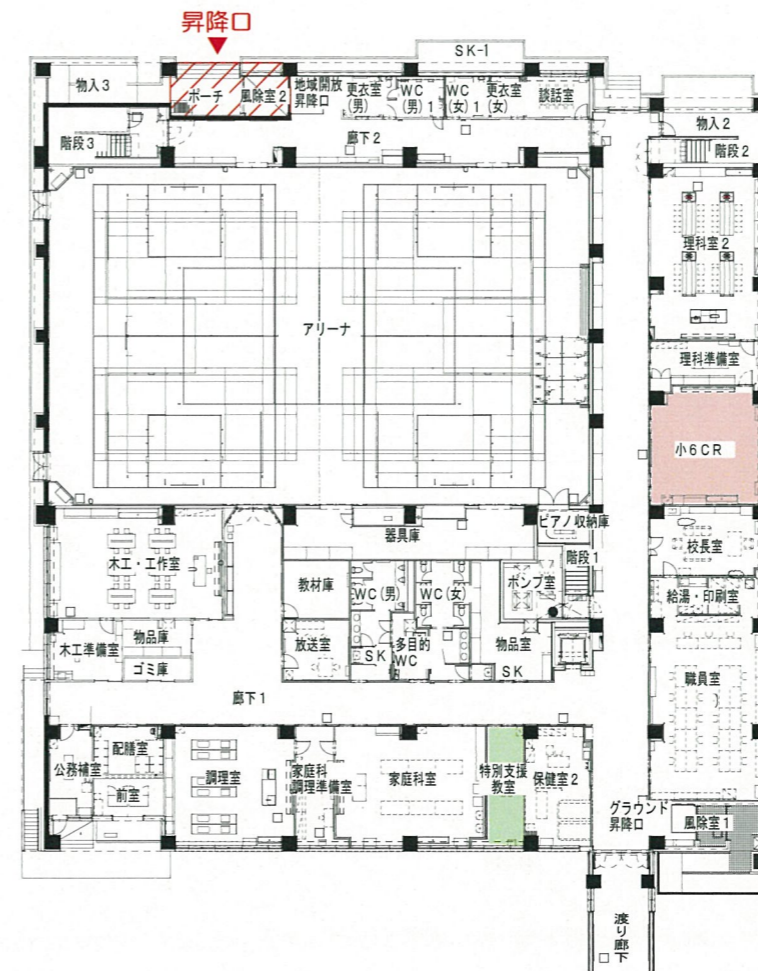 昇降口
SK-1
物入3
ポーチ
風除室2
地域開放
昇降口
更衣室
(男)
WC
(男)1
WC
(女)1
更衣室
(女)
談話室
物入2
階段3
廊下2
階段2
理科室2
アリーナ
理科準備室
小6CR
ピアノ収納庫
器具庫
校長室
木工・工作室
階段1
教材庫
WC(男)
WC(女)
ポンプ室
給湯・印刷室
物品庫
木工準備室
放送室
多目的
WC
物品室
SK
ゴミ庫
SK
職員室
廊下1
配膳室
公務補室
調理室
家庭科
調理準備室
家庭科室
特別支援
教室
保健室2
前室
グラウンド
昇降口
風除室1
渡り廊下